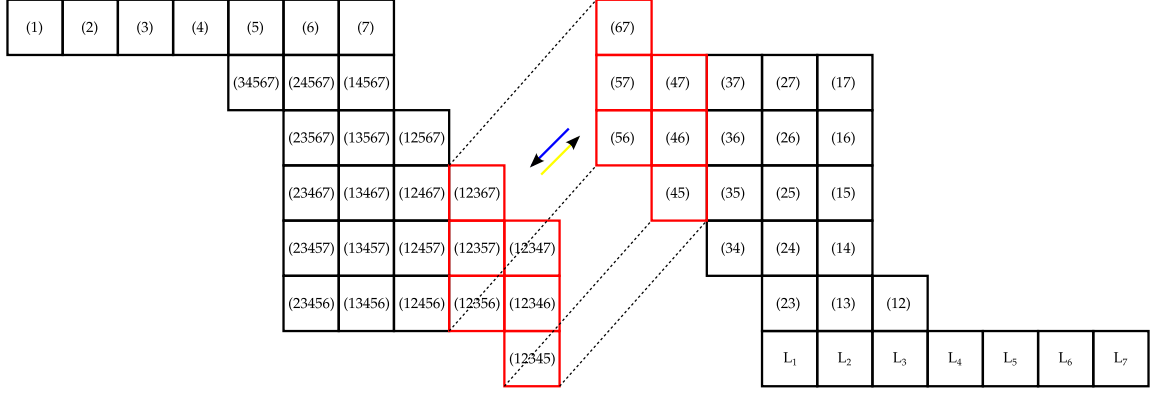 (1) (2) (3) (4) (5) (6) (7) (67)
(34567) (24567) (14567) (57) (47) (37) (27) (17)
(23567) (13567) (12567) (56) (46) (36) (26) (16)
(23467) (13467) (12467) (12367) (45) (35) (25) (15)
(23457) (13457) (12457) (12357) (12347) (34) (24) (14)
(23456) (13456) (12456) (12356) (12346) (23) (13) (12)
(12345) L₁ L₂ L₃ L₄ L₅ L₆ L₇